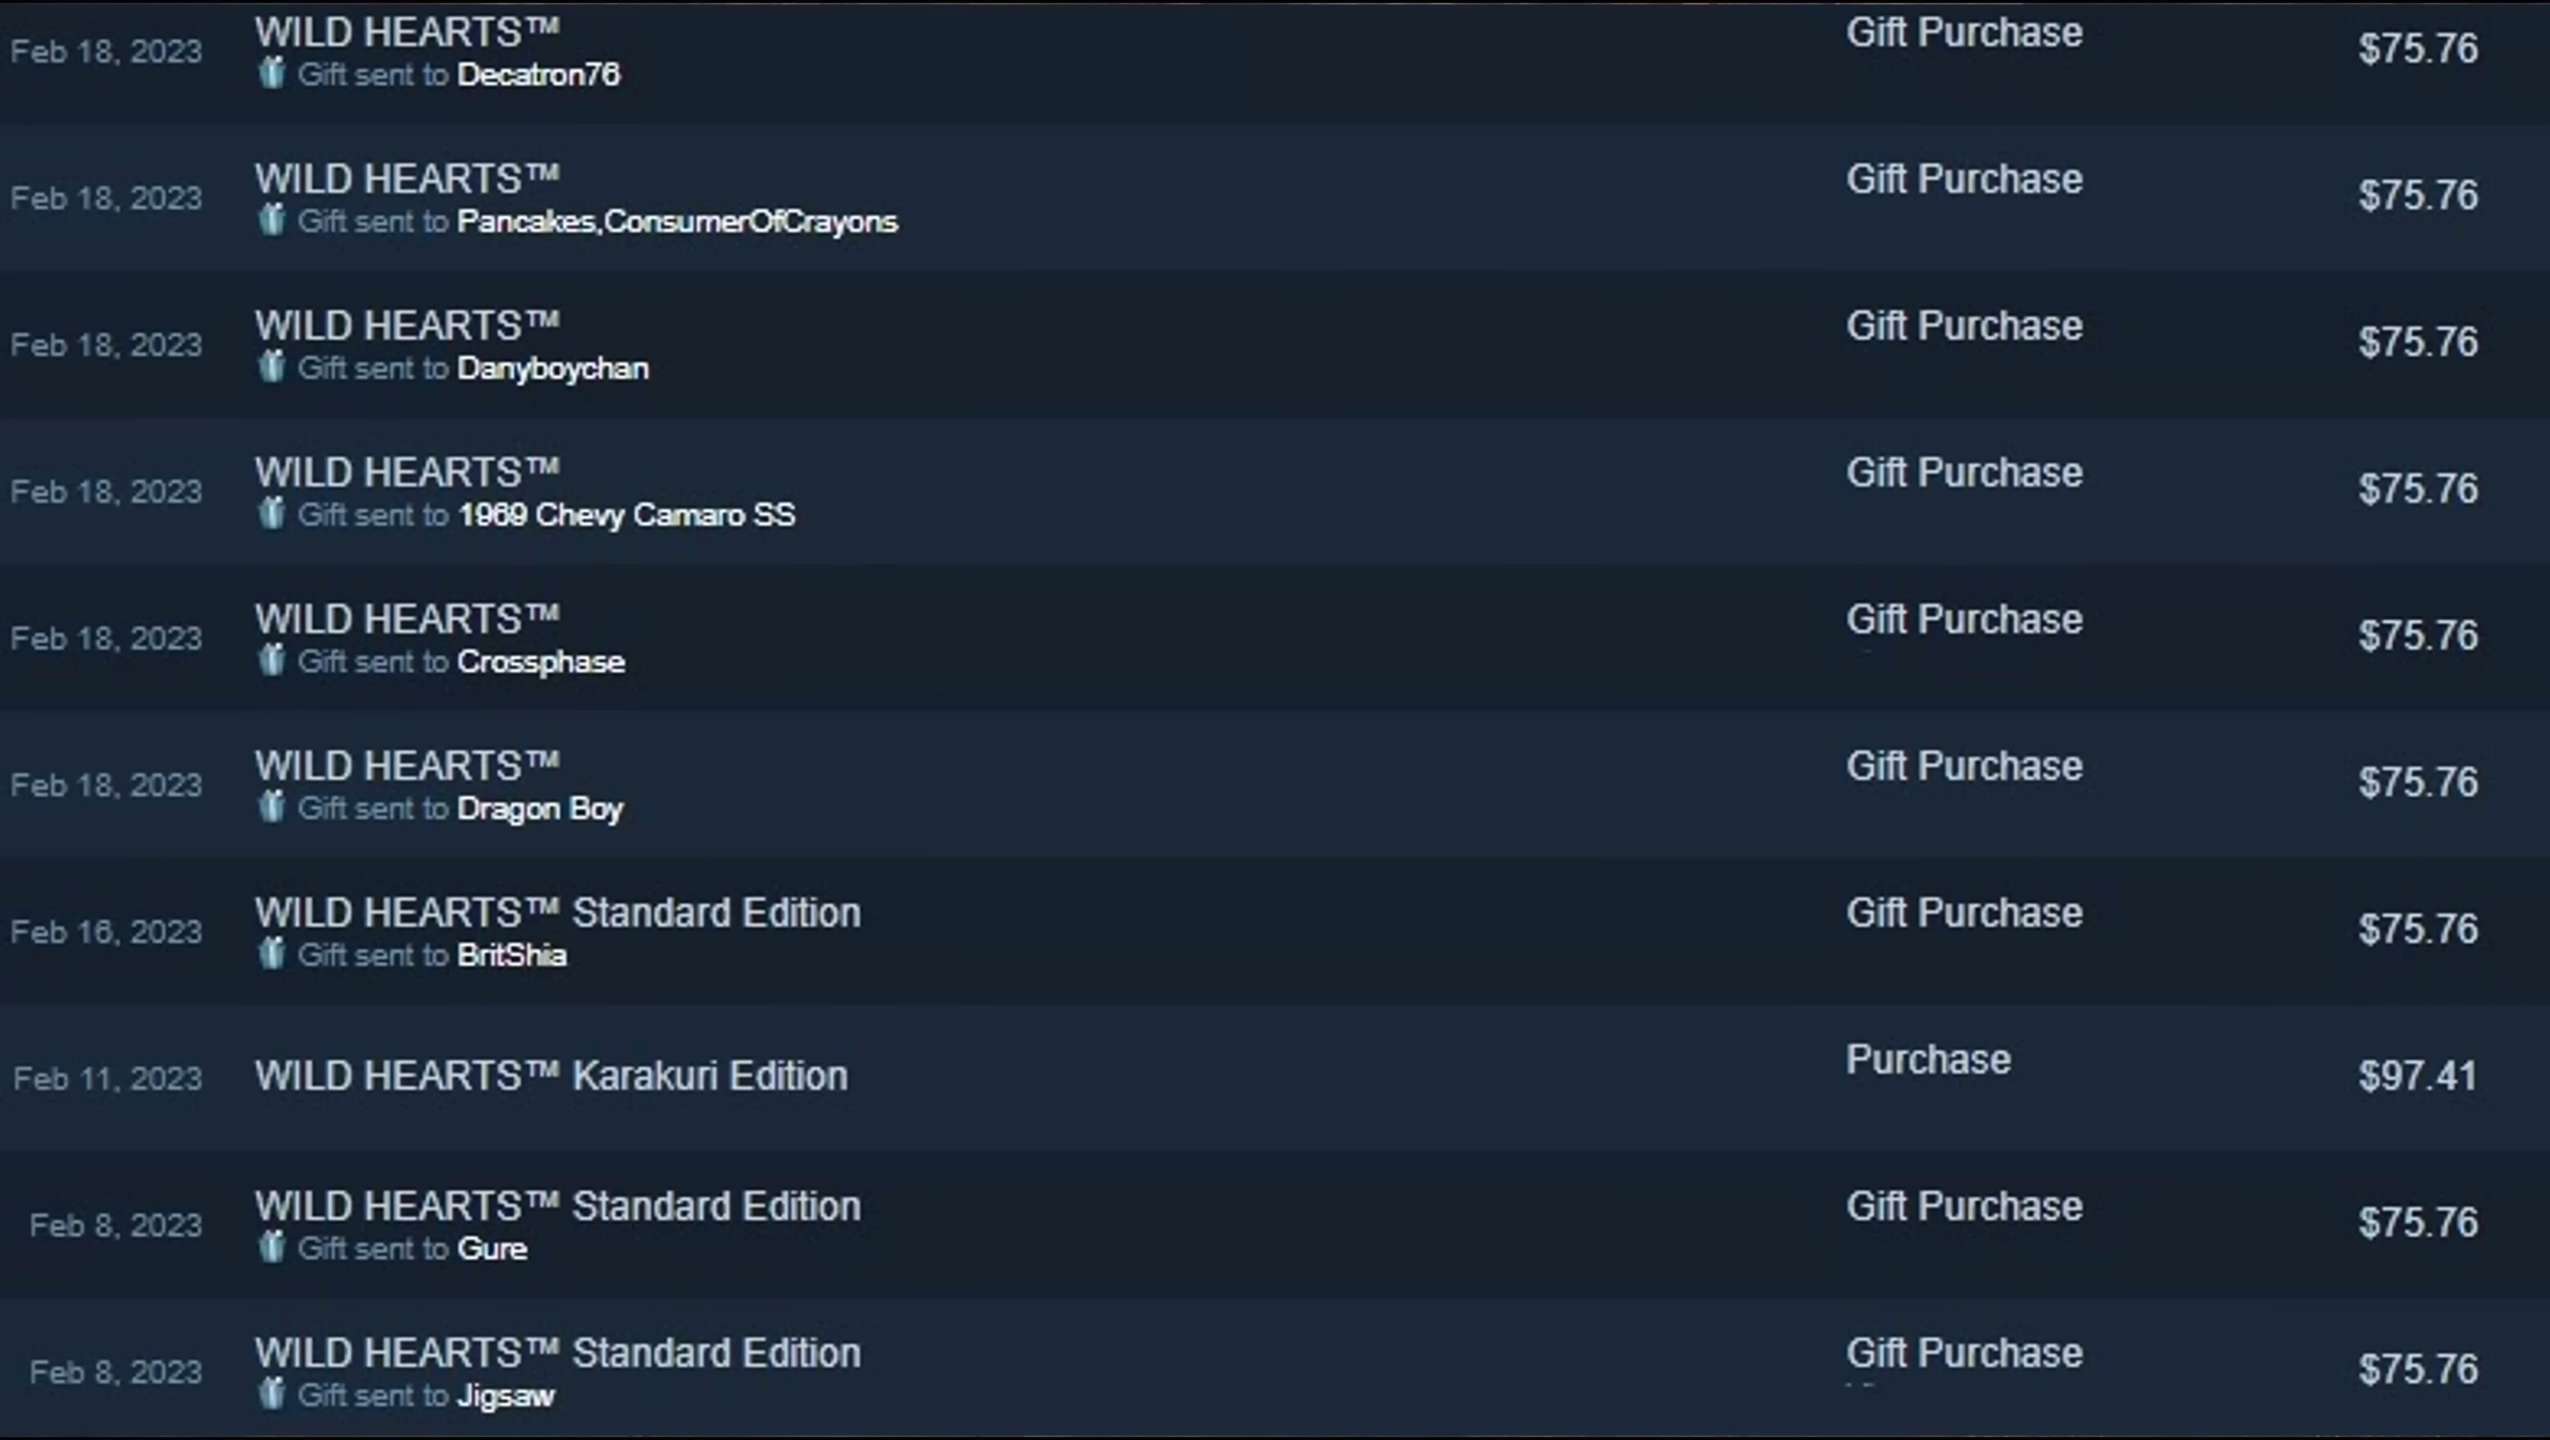 Feb 18, 2023 WILD HEARTS™ Gift Purchase $75.76
Gift sent to Decatron76
Feb 18, 2023 WILD HEARTS™ Gift Purchase $75.76
Gift sent to Pancakes,ConsumerOfCrayons
Feb 18, 2023 WILD HEARTS™ Gift Purchase $75.76
Gift sent to Danyboychan
Feb 18, 2023 WILD HEARTS™ Gift Purchase $75.76
Gift sent to 1969 Chevy Camaro SS
Feb 18, 2023 WILD HEARTS™ Gift Purchase $75.76
Gift sent to Crossphase
Feb 18, 2023 WILD HEARTS™ Gift Purchase $75.76
Gift sent to Dragon Boy
Feb 16, 2023 WILD HEARTS™ Standard Edition Gift Purchase $75.76
Gift sent to BritShia
Feb 11, 2023 WILD HEARTS™ Karakuri Edition Purchase $97.41
Feb 8, 2023 WILD HEARTS™ Standard Edition Gift Purchase $75.76
Gift sent to Gure
Feb 8, 2023 WILD HEARTS™ Standard Edition Gift Purchase $75.76
Gift sent to Jigsaw